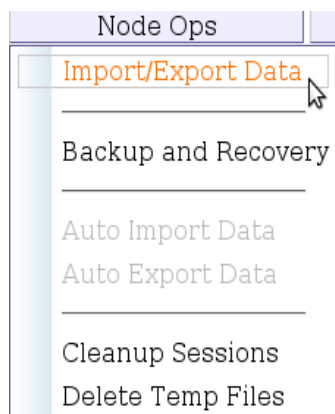 Node Ops
Import/Export Data
Backup and Recovery
Auto Import Data
Auto Export Data
Cleanup Sessions
Delete Temp Files